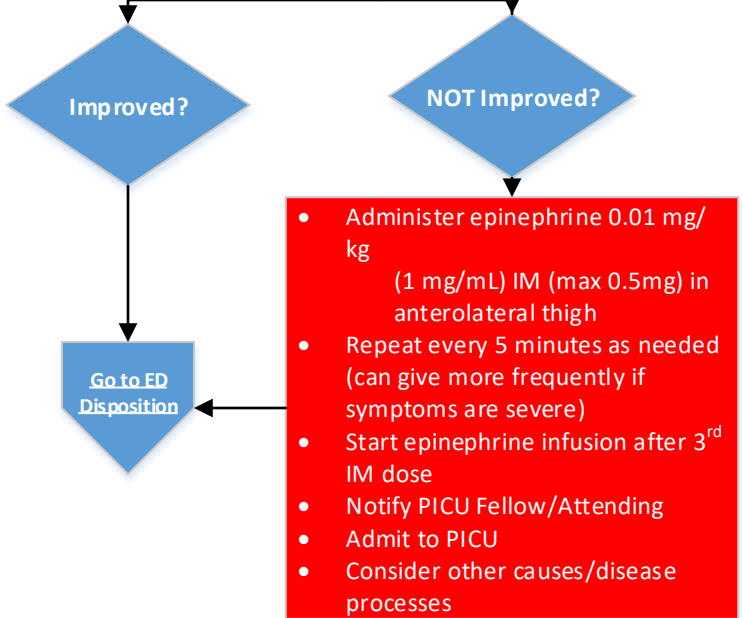 Improved?
NOT Improved?
• Administer epinephrine 0.01 mg/
kg
(1 mg/mL) IM (max 0.5mg) in
anterolateral thigh
• Repeat every 5 minutes as needed
(can give more frequently if
symptoms are severe)
• Start epinephrine infusion after 3rd
IM dose
• Notify PICU Fellow/Attending
• Admit to PICU
• Consider other causes/disease
processes
Go to ED
Disposition